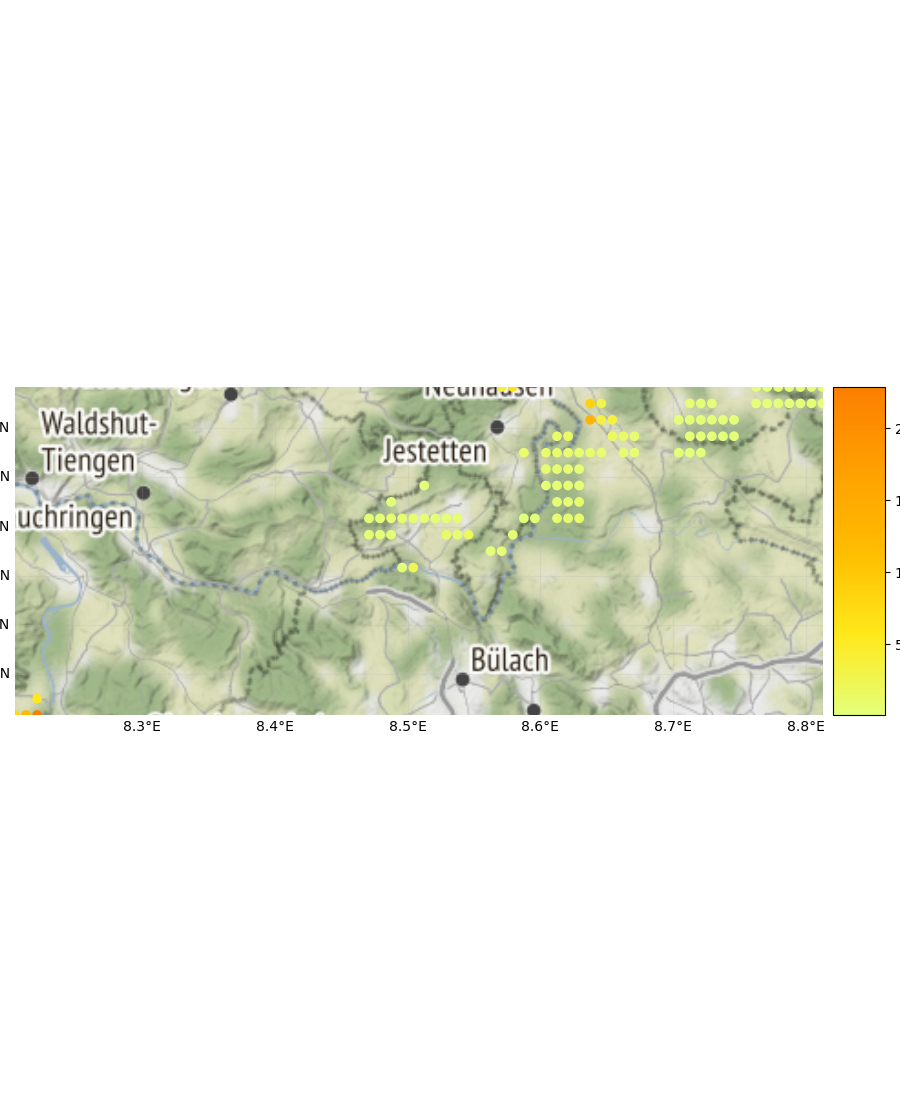 Neuhausen
Waldshut-
Tiengen
Jestetten
uchringen
Bülach
N
N
N
N
N
N
8.3°E
8.4°E
8.5°E
8.6°E
8.7°E
8.8°E
2
1
1
5